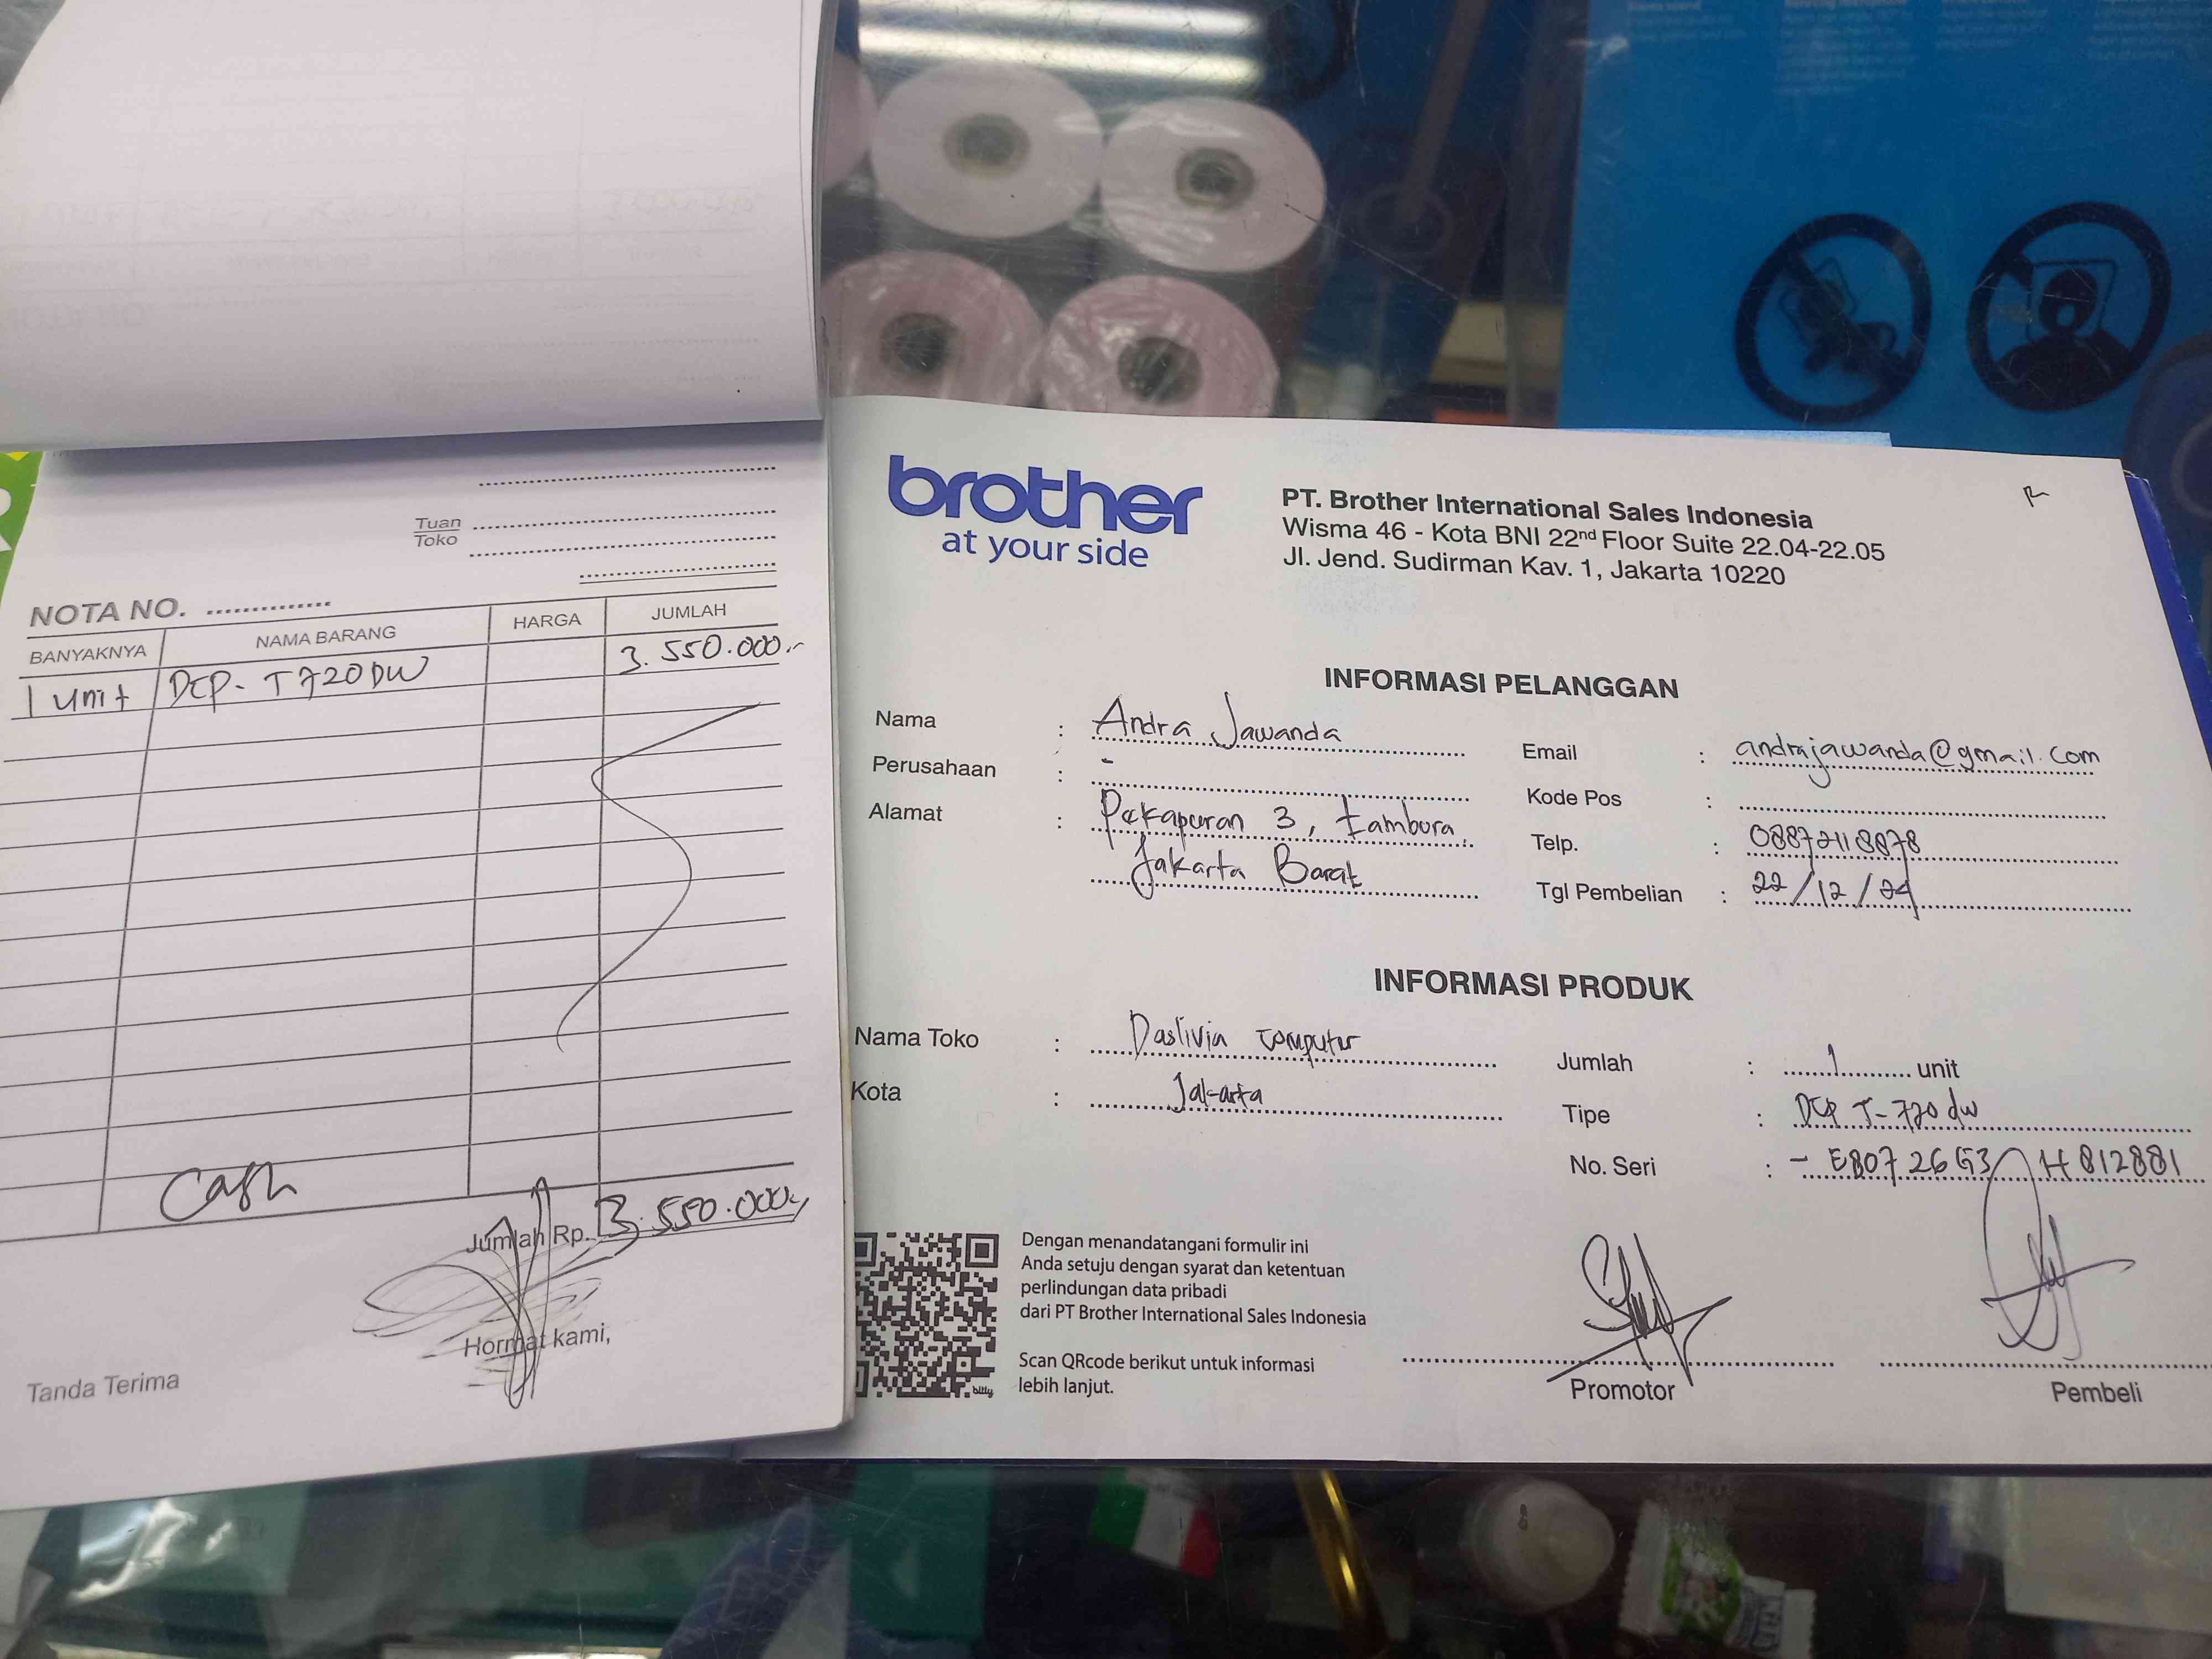 Tuan
Toko
NOTA NO.
BANYAKNYA NAMA BARANG HARGA JUMLAH
1 unit DCP- T720DW 3.550.000.-
Cash
Jumlah Rp. 3.550.000,-
Tanda Terima
Hormat kami,
brother
at your side
PT. Brother International Sales Indonesia
Wisma 46 - Kota BNI 22nd Floor Suite 22.04-22.05
Jl. Jend. Sudirman Kav. 1, Jakarta 10220
INFORMASI PELANGGAN
Nama : Andra Jawanda
Perusahaan : -
Alamat : Pekapuran 3, tambora,
Jakarta Barat
Email : andrajawanda@gmail.com
Kode Pos :
Telp. : 08872118878
Tgl Pembelian : 22/12/24
INFORMASI PRODUK
Nama Toko : Daslivia computer
Kota : Jakarta
Jumlah : 1 unit
Tipe : DCP T-720 dw
No. Seri : - E80726G3 H812881
Dengan menandatangani formulir ini
Anda setuju dengan syarat dan ketentuan
perlindungan data pribadi
dari PT Brother International Sales Indonesia
Scan QRcode berikut untuk informasi
lebih lanjut.
bitly
Promotor
Pembeli